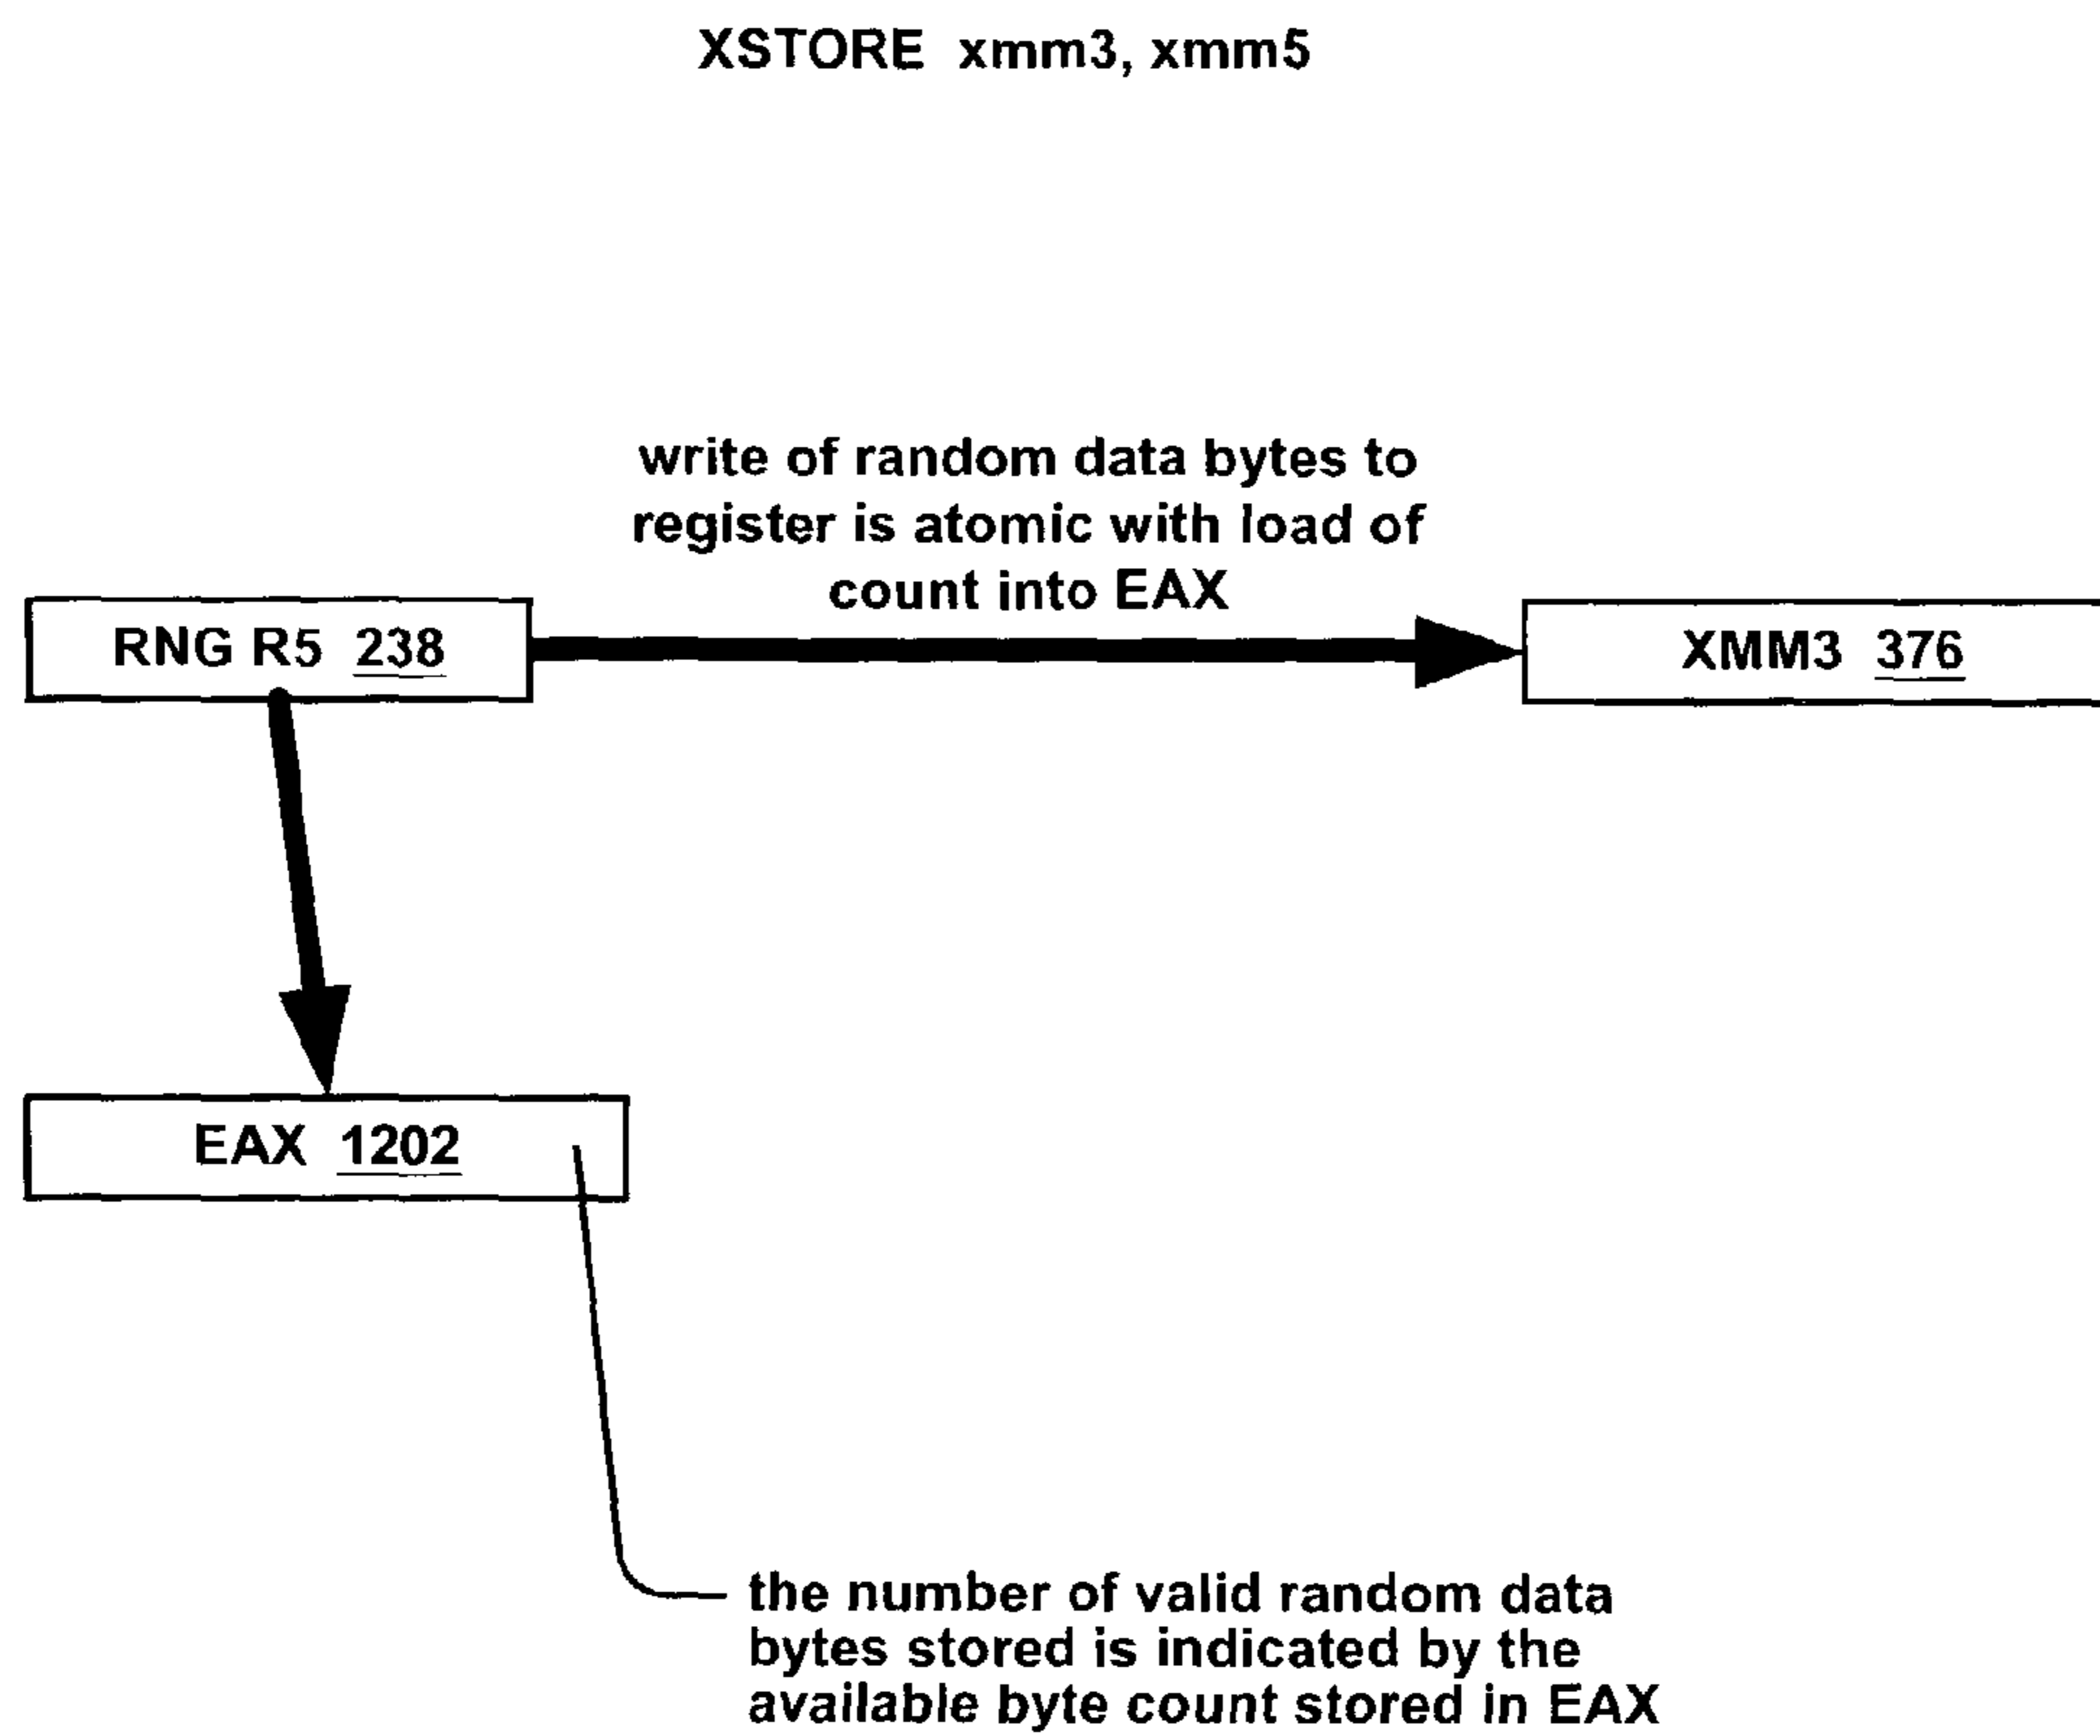 XSTORE xmm3, xmm5
write of random data bytes to
register is atomic with load of
count into EAX
RNG R5 238
XMM3 376
EAX 1202
the number of valid random data
bytes stored is indicated by the
available byte count stored in EAX